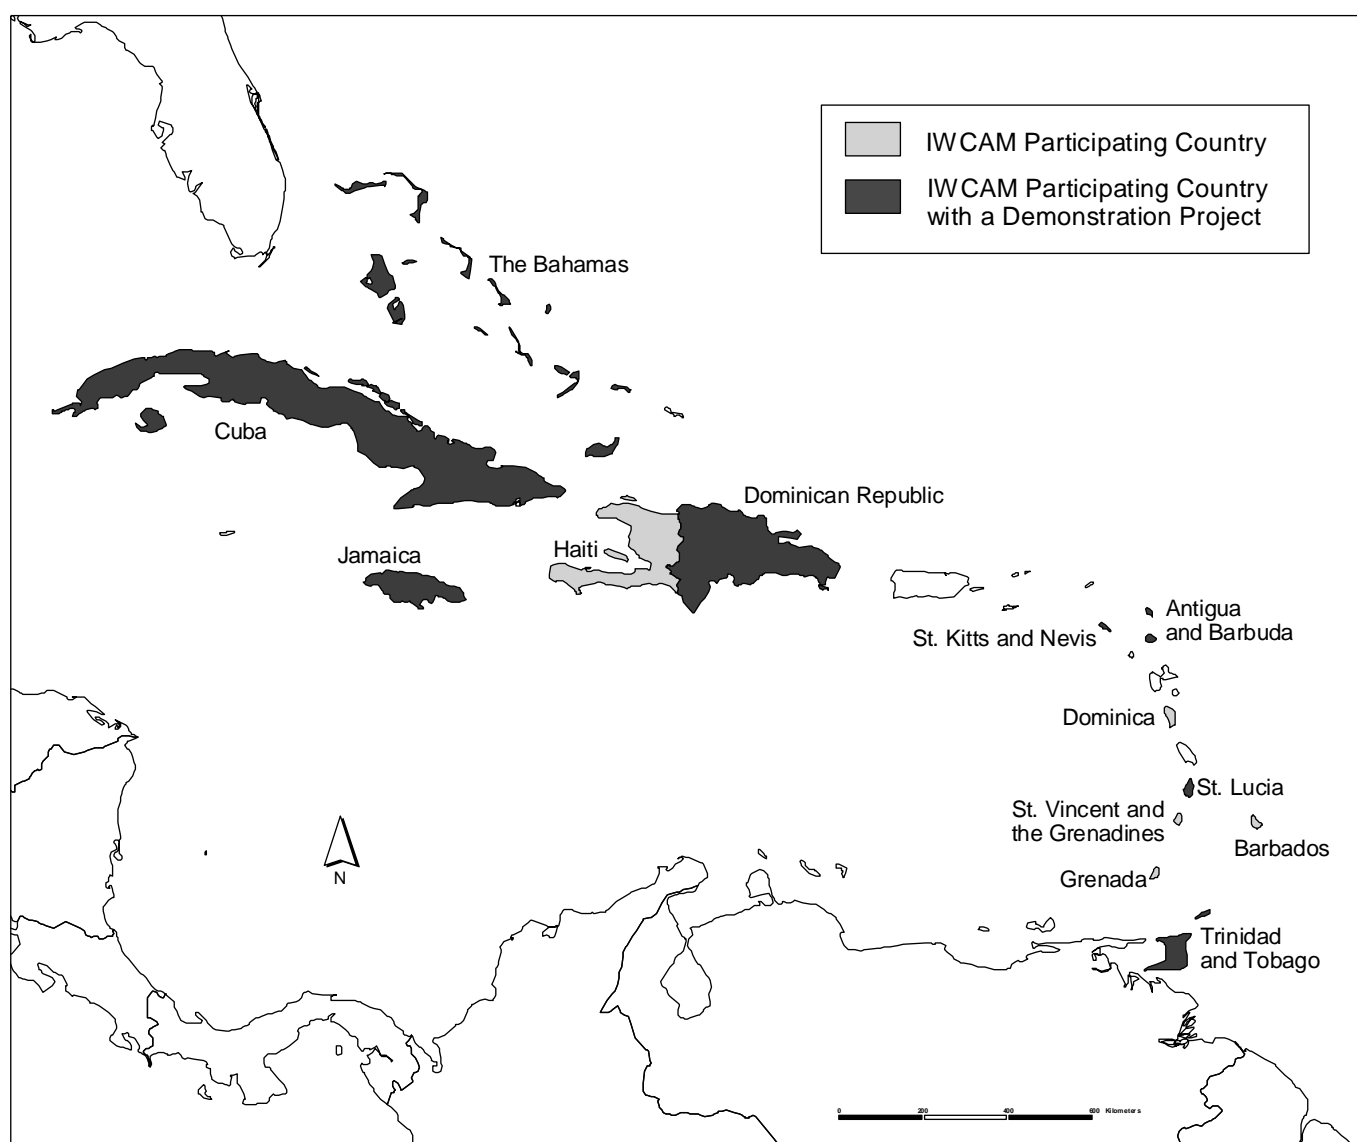 IWCAM Participating Country
IWCAM Participating Country
with a Demonstration Project
The Bahamas
Cuba
Dominican Republic
Haiti
Jamaica
Antigua
and Barbuda
St. Kitts and Nevis
Dominica
St. Lucia
St. Vincent and
the Grenadines
Barbados
Grenada
N
Trinidad
and Tobago
0 200 400 600 Kilometers